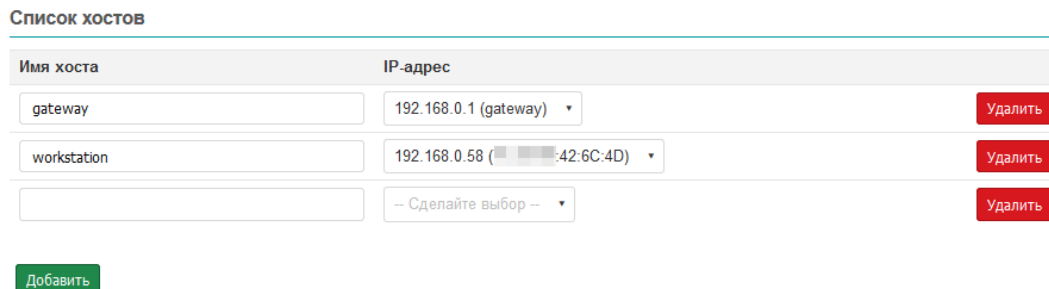 Список хостов
Имя хоста IP-адрес
gateway 192.168.0.1 (gateway) Удалить
workstation 192.168.0.58 ( :42:6C:4D) Удалить
-- Сделайте выбор -- Удалить
Добавить